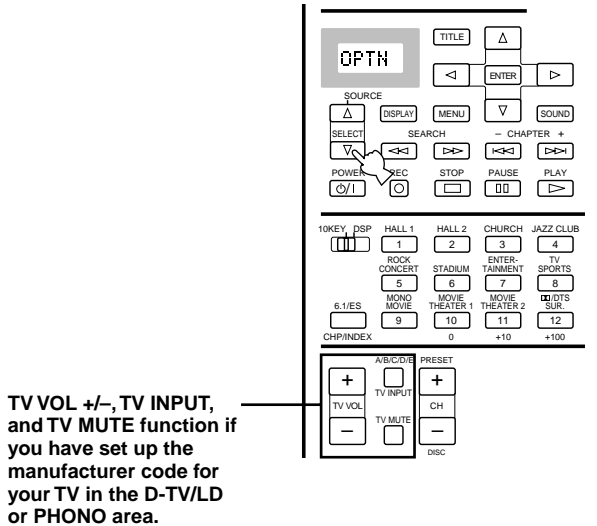 OPTN
TITLE
ENTER
SOURCE
DISPLAY MENU SOUND
SELECT SEARCH – CHAPTER +
POWER REC STOP PAUSE PLAY
10KEY DSP HALL 1 HALL 2 CHURCH JAZZ CLUB
1 2 3 4
ROCK CONCERT STADIUM ENTER-TAINMENT TV SPORTS
5 6 7 8
6.1/ES MONO MOVIE MOVIE THEATER 1 MOVIE THEATER 2 /DTS SUR.
9 10 11 12
CHP/INDEX 0 +10 +100
A/B/C/D/E PRESET
+ +
TV INPUT
TV VOL CH
TV MUTE
– –
DISC
TV VOL +/–, TV INPUT,
and TV MUTE function if
you have set up the
manufacturer code for
your TV in the D-TV/LD
or PHONO area.